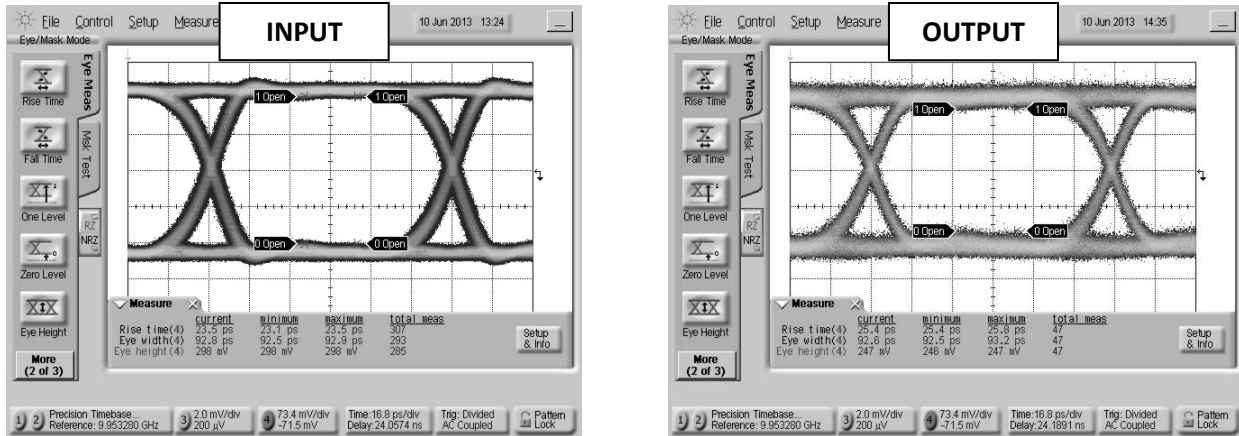 INPUT
File Control Setup Measure
10 Jun 2013 13:24
Eye/Mask Mode
Rise Time
Fall Time
One Level
Zero Level
Eye Height
More
(2 of 3)
Eye Meas
Msk Test
RZ
NRZ
1 Open 1 Open
0 Open 0 Open
Measure
current minimum maximum total meas
Rise time(4) 23.5 ps 23.1 ps 23.5 ps 307
Eye width(4) 92.8 ps 92.5 ps 92.9 ps 293
Eye height(4) 298 mV 298 mV 298 mV 285
Setup
& Info
1 2 Precision Timebase...
Reference: 9.953280 GHz
3 2.0 mV/div
200 µV
4 73.4 mV/div
-71.5 mV
Time:16.8 ps/div
Delay:24.0574 ns
Trig: Divided
AC Coupled
Pattern
Lock
OUTPUT
File Control Setup Measure
10 Jun 2013 14:35
Eye/Mask Mode
Rise Time
Fall Time
One Level
Zero Level
Eye Height
More
(2 of 3)
Eye Meas
Msk Test
RZ
NRZ
1 Open 1 Open
0 Open 0 Open
Measure
current minimum maximum total meas
Rise time(4) 25.4 ps 25.4 ps 25.8 ps 47
Eye width(4) 92.6 ps 92.5 ps 93.2 ps 47
Eye height(4) 247 mV 246 mV 247 mV 47
Setup
& Info
1 2 Precision Timebase...
Reference: 9.953280 GHz
3 2.0 mV/div
200 µV
4 73.4 mV/div
-71.5 mV
Time:16.8 ps/div
Delay:24.1891 ns
Trig: Divided
AC Coupled
Pattern
Lock